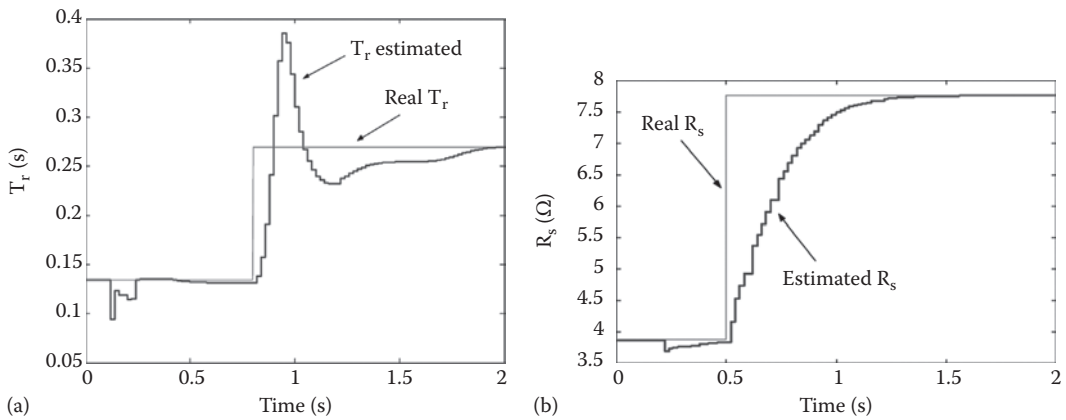 0.4
0.35
0.3
0.25
0.2
0.15
0.1
0.05
T_r (s)
T_r estimated
Real T_r
0 0.5 1 1.5 2
Time (s)
(a)
8
7.5
7
6.5
6
5.5
5
4.5
4
3.5
R_s (Ω)
Real R_s
Estimated R_s
0 0.5 1 1.5 2
Time (s)
(b)